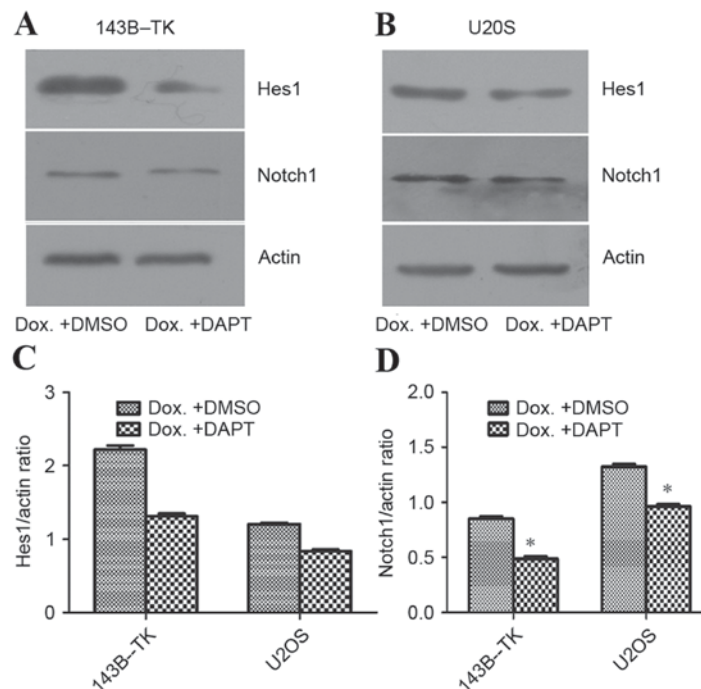 A
143B–TK
Hes1
Notch1
Actin
Dox. +DMSO Dox. +DAPT
B
U20S
Hes1
Notch1
Actin
Dox. +DMSO Dox. +DAPT
C
Hes1/actin ratio
3
2
1
0
Dox. +DMSO
Dox. +DAPT
143B--TK
U2OS
D
Notch1/actin ratio
2.0
1.5
1.0
0.5
0.0
Dox. +DMSO
Dox. +DAPT
*
*
143B--TK
U2OS